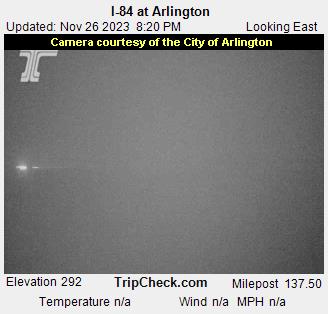 I-84 at Arlington
Updated: Nov 26 2023 8:20 PM Looking East
Camera courtesy of the City of Arlington
Elevation 292 TripCheck.com Milepost 137.50
Temperature n/a Wind n/a MPH n/a